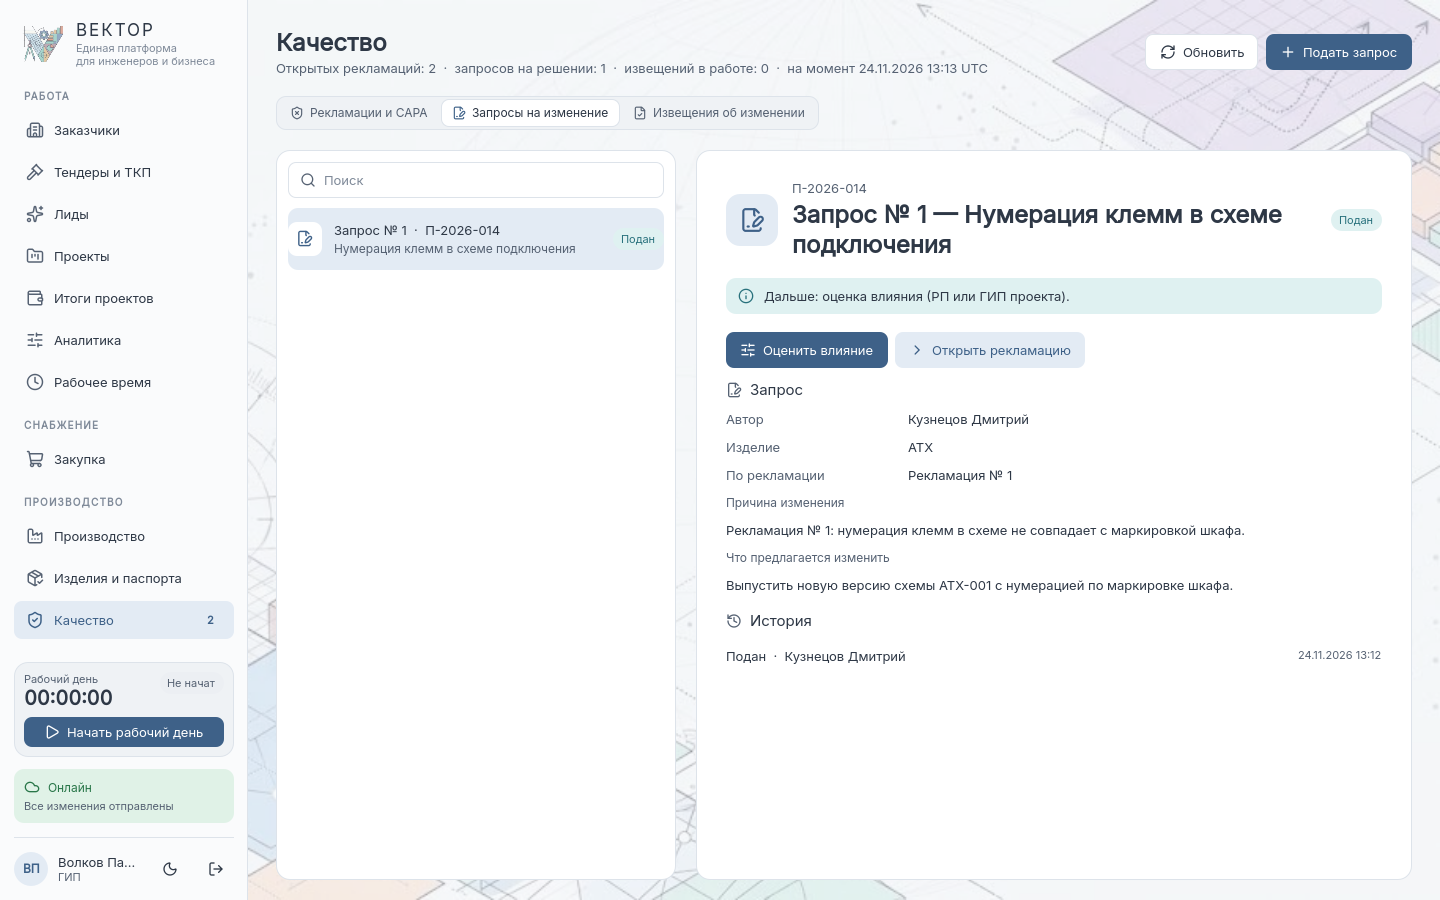 ВЕКТОР
Единая платформа
для инженеров и бизнеса
РАБОТА
Заказчики
Тендеры и ТКП
Лиды
Проекты
Итоги проектов
Аналитика
Рабочее время
СНАБЖЕНИЕ
Закупка
ПРОИЗВОДСТВО
Производство
Изделия и паспорта
Качество 2
Рабочий день
Не начат
00:00:00
Начать рабочий день
Онлайн
Все изменения отправлены
ВП
Волков Па...
ГИП
Качество
Открытых рекламаций: 2 · запросов на решении: 1 · извещений в работе: 0 · на момент 24.11.2026 13:13 UTC
Обновить
Подать запрос
Рекламации и CAPA
Запросы на изменение
Извещения об изменении
Поиск
Запрос № 1 · П-2026-014
Нумерация клемм в схеме подключения
Подан
П-2026-014
Запрос № 1 — Нумерация клемм в схеме
подключения
Подан
Дальше: оценка влияния (РП или ГИП проекта).
Оценить влияние
Открыть рекламацию
Запрос
Автор Кузнецов Дмитрий
Изделие АТХ
По рекламации Рекламация № 1
Причина изменения
Рекламация № 1: нумерация клемм в схеме не совпадает с маркировкой шкафа.
Что предлагается изменить
Выпустить новую версию схемы АТХ-001 с нумерацией по маркировке шкафа.
История
Подан · Кузнецов Дмитрий 24.11.2026 13:12